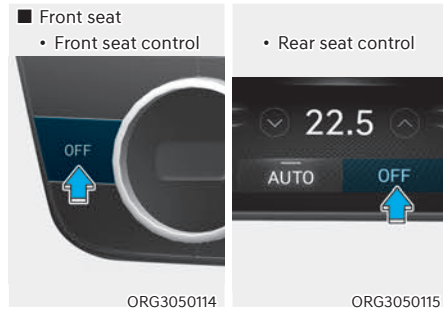 ■ Front seat
• Front seat control
OFF
ORG3050114
• Rear seat control
22.5
AUTO OFF
ORG3050115